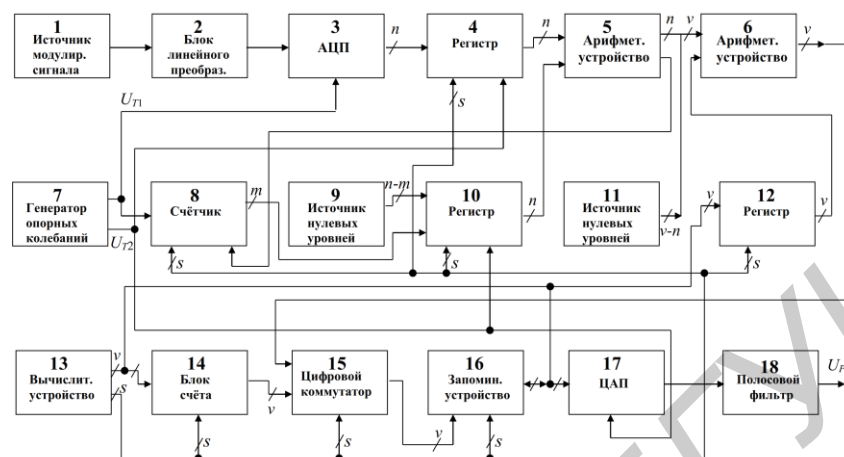 1
Источник
модулир.
сигнала
2
Блок
линейного
преобраз.
3
АЦП
n
4
Регистр
n
5
Арифмет.
устройство
n
v
6
Арифмет.
устройство
v
U_T1
s
7
Генератор
опорных
колебаний
U_T2
8
Счётчик
m
s
9
Источник
нулевых
уровней
n-m
10
Регистр
n
s
11
Источник
нулевых
уровней
v-n
v
12
Регистр
v
s
13
Вычислит.
устройство
v
s
14
Блок
счёта
v
s
15
Цифровой
коммутатор
v
s
16
Запомин.
устройство
s
17
ЦАП
18
Полосовой
фильтр